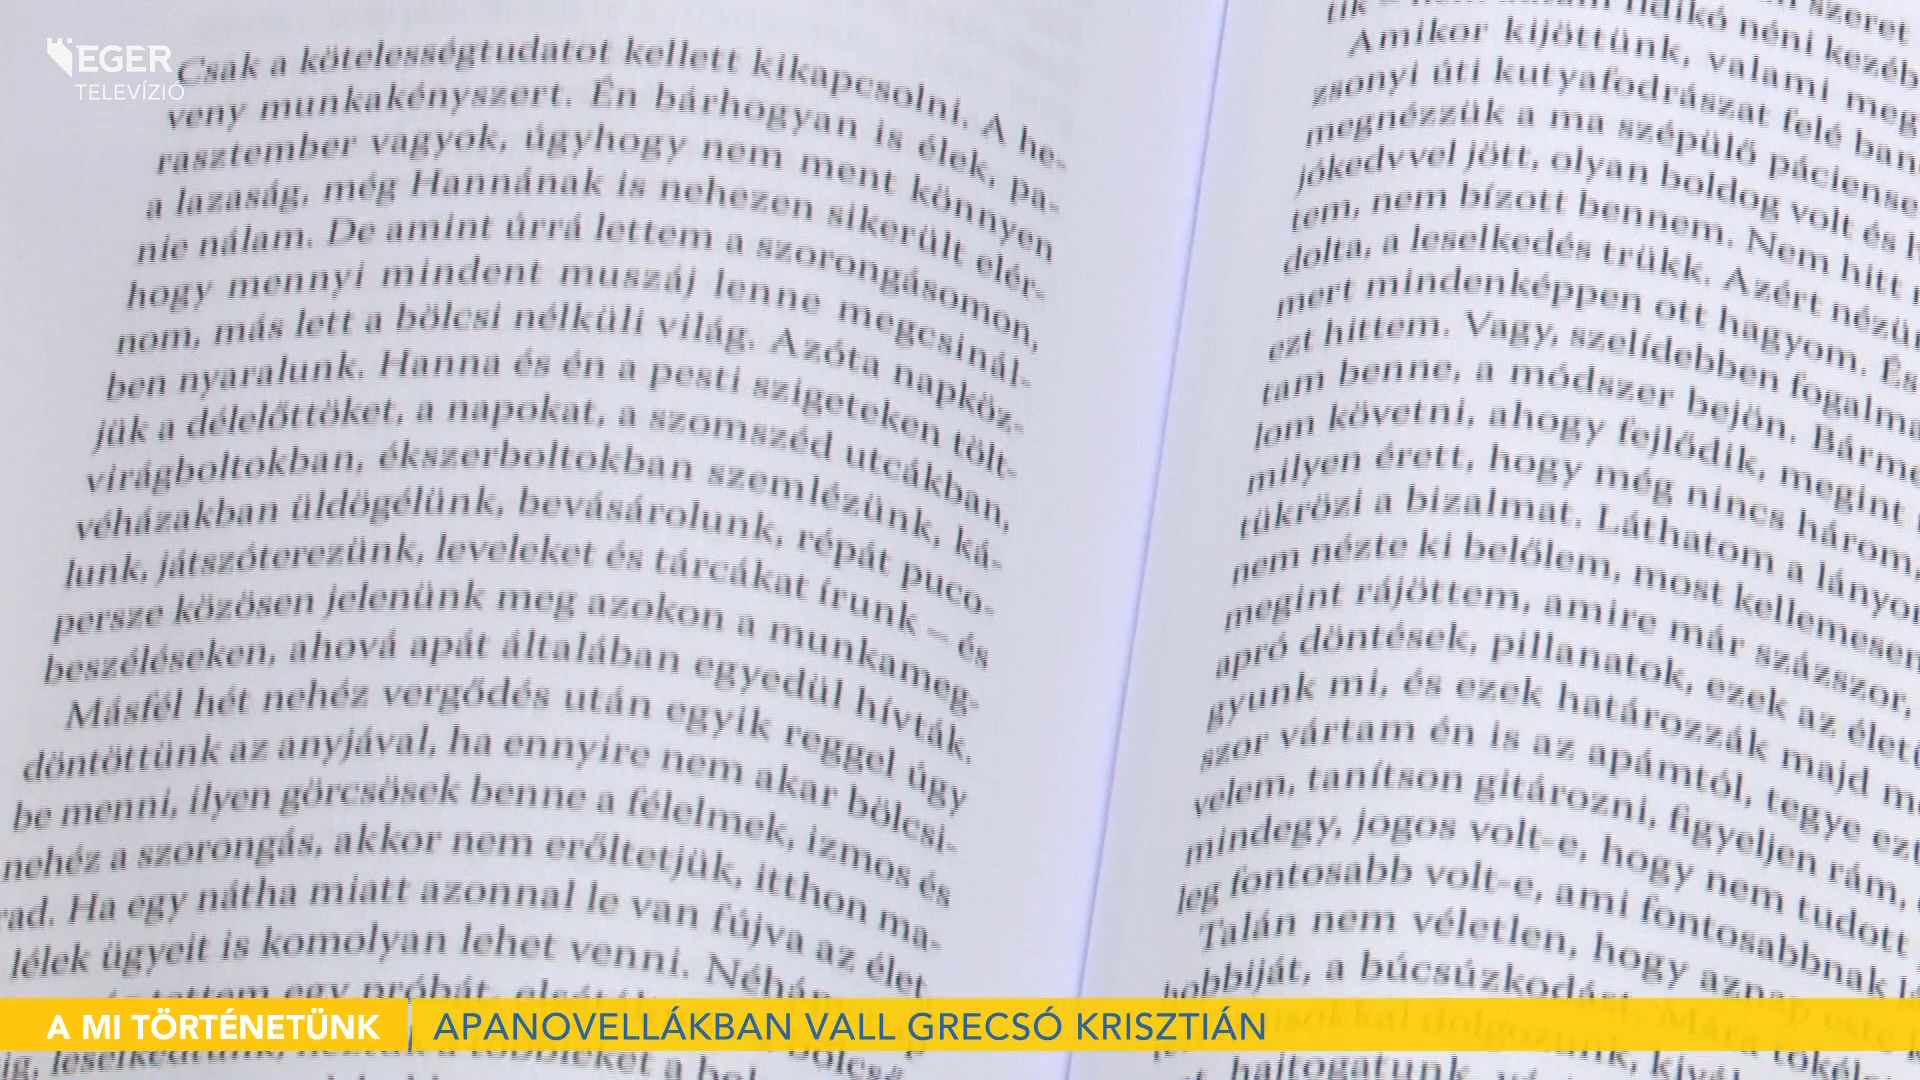 EGER
TELEVÍZIÓ
Csak a kötelességtudatot kellett kikapcsolni. A he-
veny munkakényszert. Én bárhogyan is élek, pa-
rasztember vagyok, úgyhogy nem ment könnyen
a lazaság, még Hannának is nehezen sikerült elér-
nie nálam. De amint úrrá lettem a szorongásomon,
hogy mennyi mindent muszáj lenne megcsinál-
nom, más lett a bölcsi nélküli világ. Azóta napköz-
ben nyaralunk. Hanna és én a pesti szigeteken tölt-
jük a délelőttöket, a napokat, a szomszéd utcákban,
virágboltokban, ékszerboltokban szemlézünk, ká-
véházakban üldögélünk, bevásárolunk, répát puco-
lunk, játszóterezünk, leveleket és tárcákat írunk – és
persze közösen jelenünk meg azokon a munkameg-
beszéléseken, ahová apát általában egyedül hívták.
Másfél hét nehéz vergődés után egyik reggel úgy
döntöttünk az anyjával, ha ennyire nem akar bölcsi-
be menni, ilyen görcsösek benne a félelmek, izmos és
nehéz a szorongás, akkor nem erőltetjük, itthon ma-
rad. Ha egy nátha miatt azonnal le van fújva az élet
lélek ügyeit is komolyan lehet venni.
néni
Amikor kijöttünk, valami meg
zsonyi úti kutyafodrászat felé
megnézzük a ma szépülő páciense
jókedvvel jött, olyan boldog volt és
tem, nem bízott bennem. Nem hitt
dolta, a leselkedés trükk. Azért
mert mindenképpen ott hagyom. És
ezt hittem. Vagy, szelídebben fogalma
tam benne, a módszer bejön.
lom követni, ahogy fejlődik, megint
milyen érett, hogy még nincs három,
tükrözi a bizalmat. Láthatom a lányo
nem nézte ki belőlem, most kellemesen
megint rájöttem, amire már százszor,
apró döntések, pillanatok, ezek az
gyunk mi, és ezek határozzák majd
szor vártam én is az apámtól, tegye
velem, tanítson gitározni, figyeljen rám,
mindegy, jogos volt-e, hogy nem tudott
leg fontosabb volt-e, ami fontosabbnak
Talán nem véletlen, hogy aznap este
hobbiját, a búcsúzkodást
A MI TÖRTÉNETÜNK
APANOVELLÁKBAN VALL GRECSÓ KRISZTIÁN
hajtogatunk